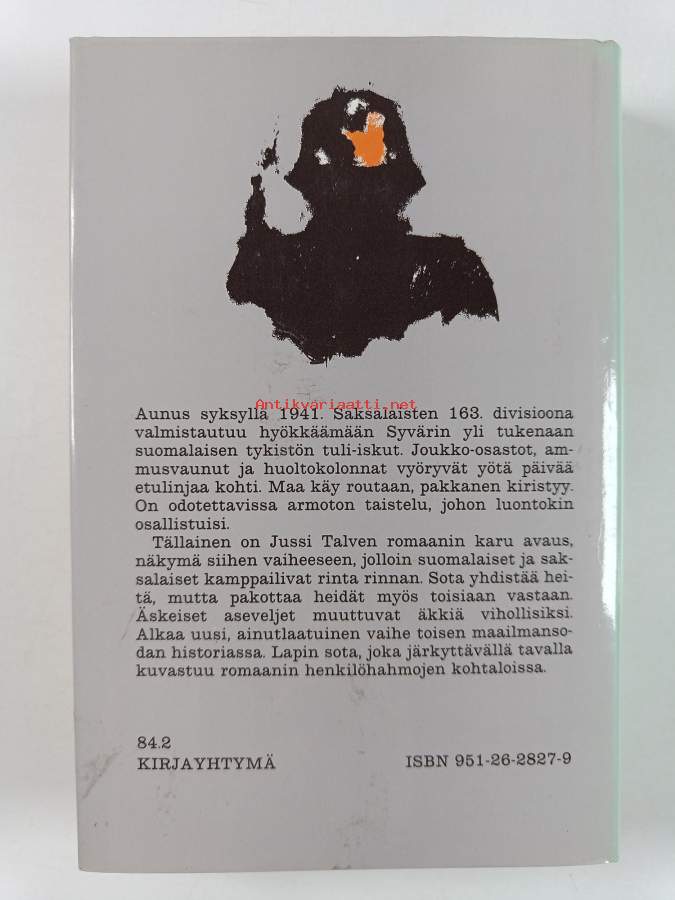 Antikvariaatti.net
Aunus syksyllä 1941. Saksalaisten 163. divisioona
valmistautuu hyökkäämään Syvärin yli tukenaan
suomalaisen tykistön tuli-iskut. Joukko-osastot, am-
musvaunut ja huoltokolonnat vyöryvät yötä päivää
etulinjaa kohti. Maa käy routaan, pakkanen kiristyy.
On odotettavissa armoton taistelu, johon luontokin
osallistuisi.
Tällainen on Jussi Talven romaanin karu avaus,
näkymä siihen vaiheeseen, jolloin suomalaiset ja sak-
salaiset kamppailivat rinta rinnan. Sota yhdistää hei-
tä, mutta pakottaa heidät myös toisiaan vastaan.
Äskeiset aseveljet muuttuvat äkkiä vihollisiksi.
Alkaa uusi, ainutlaatuinen vaihe toisen maailmanso-
dan historiassa. Lapin sota, joka järkyttävällä tavalla
kuvastuu romaanin henkilöhahmojen kohtaloissa.
84.2
KIRJAYHTYMÄ ISBN 951-26-2827-9